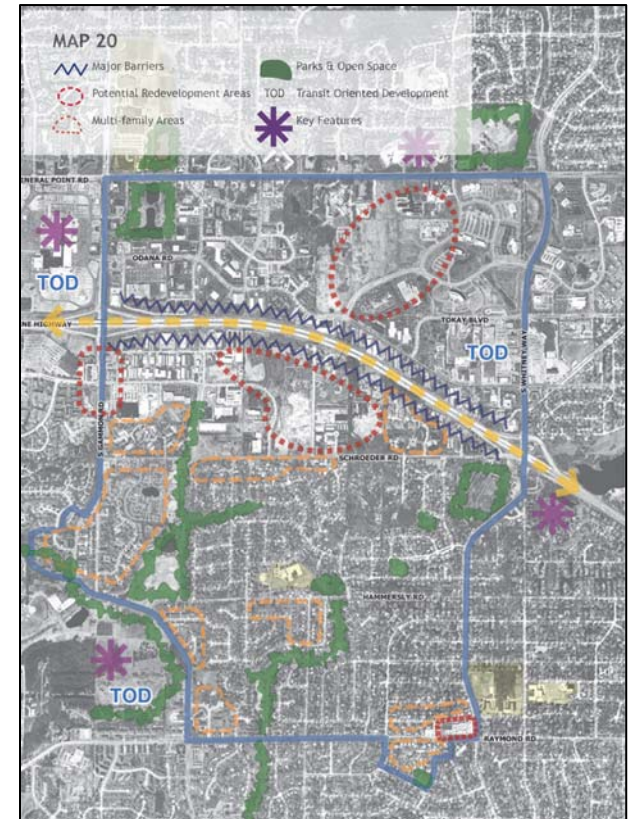 MAP 20
Major Barriers
Parks & Open Space
Potential Redevelopment Areas
TOD Transit Oriented Development
Multi-family Areas
Key Features
ENERAL POINT RD
ODANA RD
TOD
NE HIGHWAY
TOKAY BLVD
TOD
S WHITNEY WAY
S GAMMON RD
SCHROEDER RD
HAMMERSLY RD
TOD
RAYMOND RD